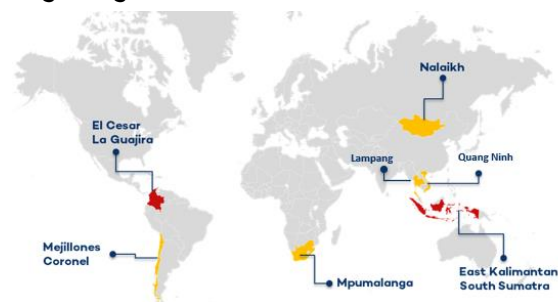 Nalaikh
El Cesar
La Guajira
Lampang
Quang Ninh
Mejillones
Coronel
Mpumalanga
East Kalimantan
South Sumatra